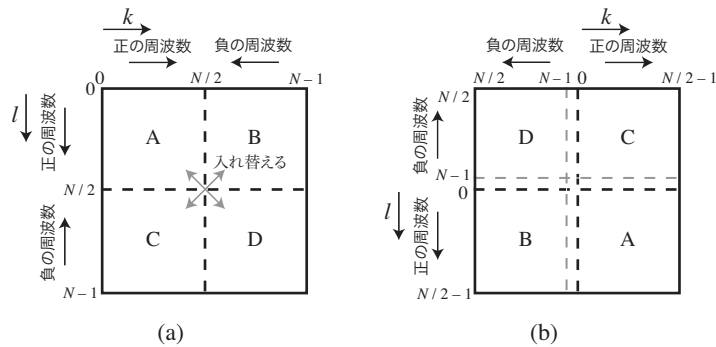 k
正の周波数 負の周波数
0 N/2 N−1
0
l
正の周波数
A B
入れ替える
N/2
負の周波数
C D
N−1
(a)
k
負の周波数 正の周波数
N/2 N−1 0 N/2−1
N/2
負の周波数
D C
N−1
0
l
正の周波数
B A
N/2−1
(b)